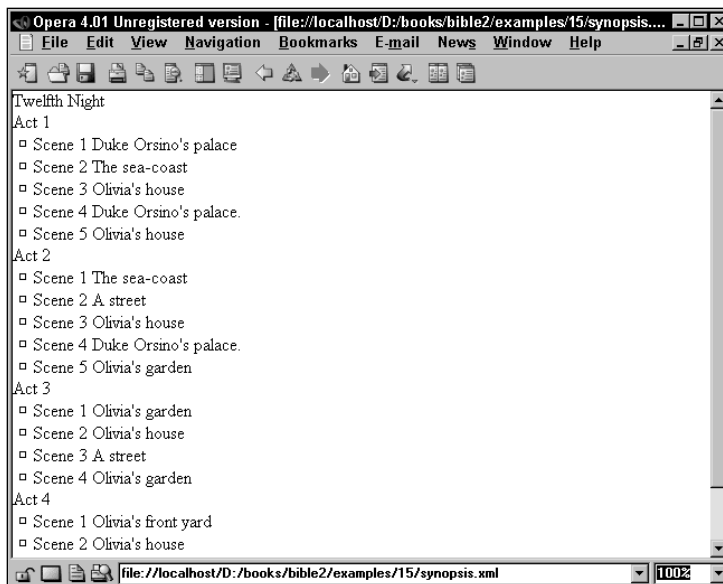 Opera 4.01 Unregistered version - [file://localhost/D:/books/bible2/examples/15/synopsis....
File Edit View Navigation Bookmarks E-mail News Window Help
Twelfth Night
Act 1
Scene 1 Duke Orsino's palace
Scene 2 The sea-coast
Scene 3 Olivia's house
Scene 4 Duke Orsino's palace.
Scene 5 Olivia's house
Act 2
Scene 1 The sea-coast
Scene 2 A street
Scene 3 Olivia's house
Scene 4 Duke Orsino's palace.
Scene 5 Olivia's garden
Act 3
Scene 1 Olivia's garden
Scene 2 Olivia's house
Scene 3 A street
Scene 4 Olivia's garden
Act 4
Scene 1 Olivia's front yard
Scene 2 Olivia's house
file://localhost/D:/books/bible2/examples/15/synopsis.xml 100%